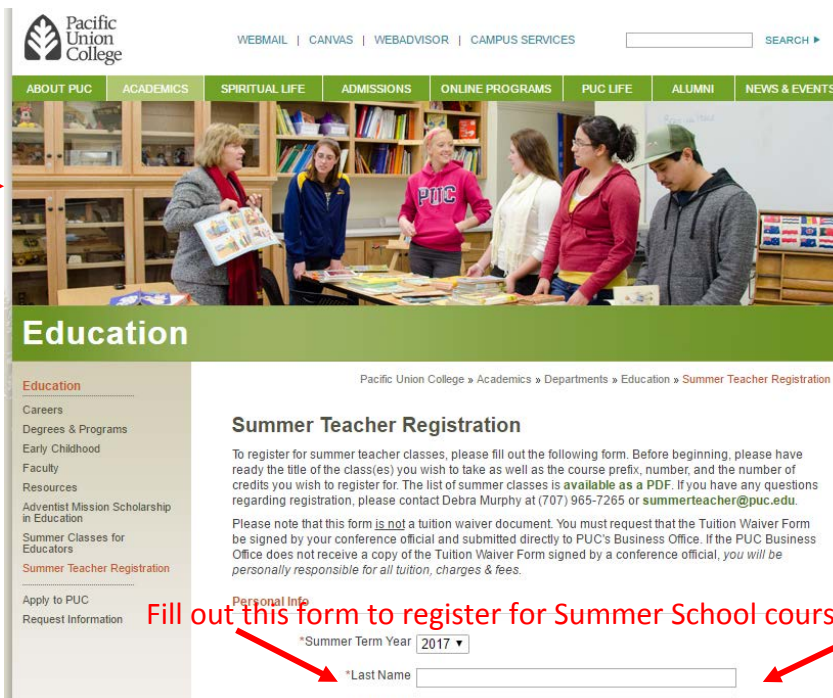 Pacific
Union
College
WEBMAIL | CANVAS | WEBADVISOR | CAMPUS SERVICES
SEARCH
ABOUT PUC ACADEMICS SPIRITUAL LIFE ADMISSIONS ONLINE PROGRAMS PUC LIFE ALUMNI NEWS & EVENTS
PUC
Education
Education
Careers
Degrees & Programs
Early Childhood
Faculty
Resources
Adventist Mission Scholarship
in Education
Summer Classes for
Educators
Summer Teacher Registration
Apply to PUC
Request Information
Pacific Union College » Academics » Departments » Education » Summer Teacher Registration
Summer Teacher Registration
To register for summer teacher classes, please fill out the following form. Before beginning, please have
ready the title of the class(es) you wish to take as well as the course prefix, number, and the number of
credits you wish to register for. The list of summer classes is available as a PDF. If you have any questions
regarding registration, please contact Debra Murphy at (707) 965-7265 or summerteacher@puc.edu.
Please note that this form is not a tuition waiver document. You must request that the Tuition Waiver Form
be signed by your conference official and submitted directly to PUC's Business Office. If the PUC Business
Office does not receive a copy of the Tuition Waiver Form signed by a conference official, you will be
personally responsible for all tuition, charges & fees.
Personal Info
Fill out this form to register for Summer School cours
*Summer Term Year 2017
*Last Name